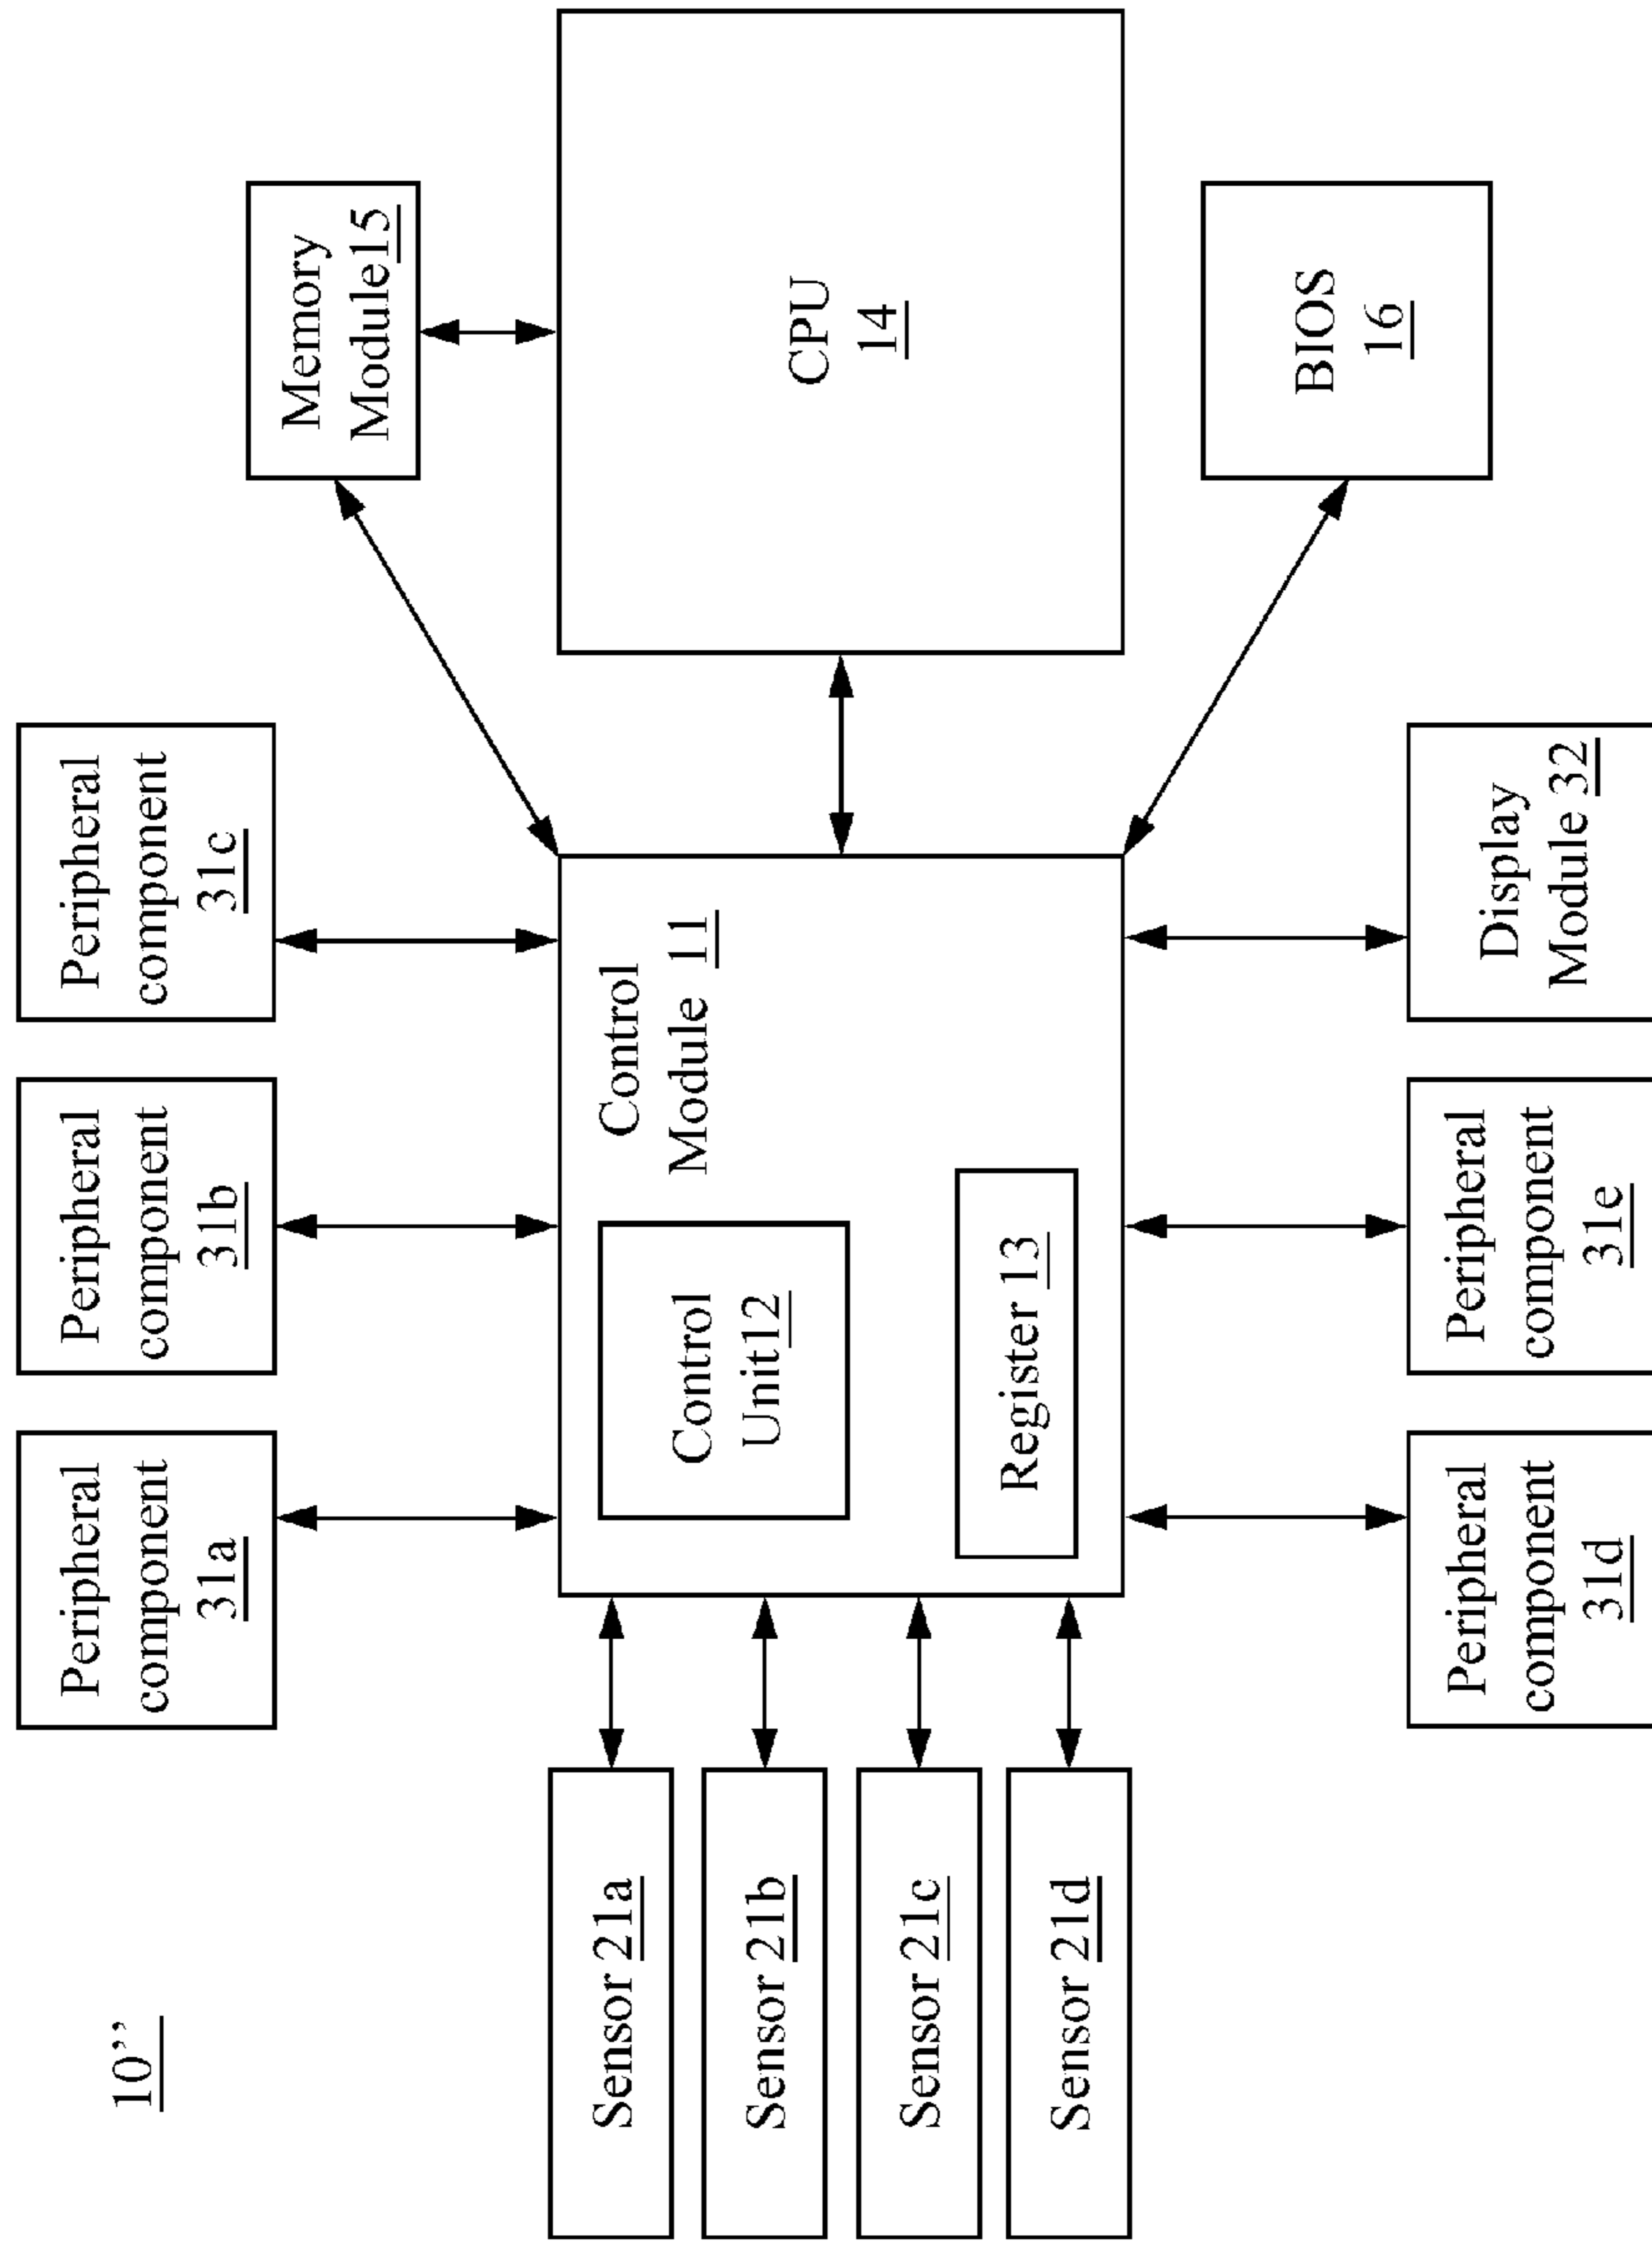 10’’
Peripheral
component
31a
Peripheral
component
31b
Peripheral
component
31c
Memory
Module15
Sensor 21a
Sensor 21b
Sensor 21c
Sensor 21d
Control
Module 11
Control
Unit12
Register 13
CPU
14
Peripheral
component
31d
Peripheral
component
31e
Display
Module 32
BIOS
16